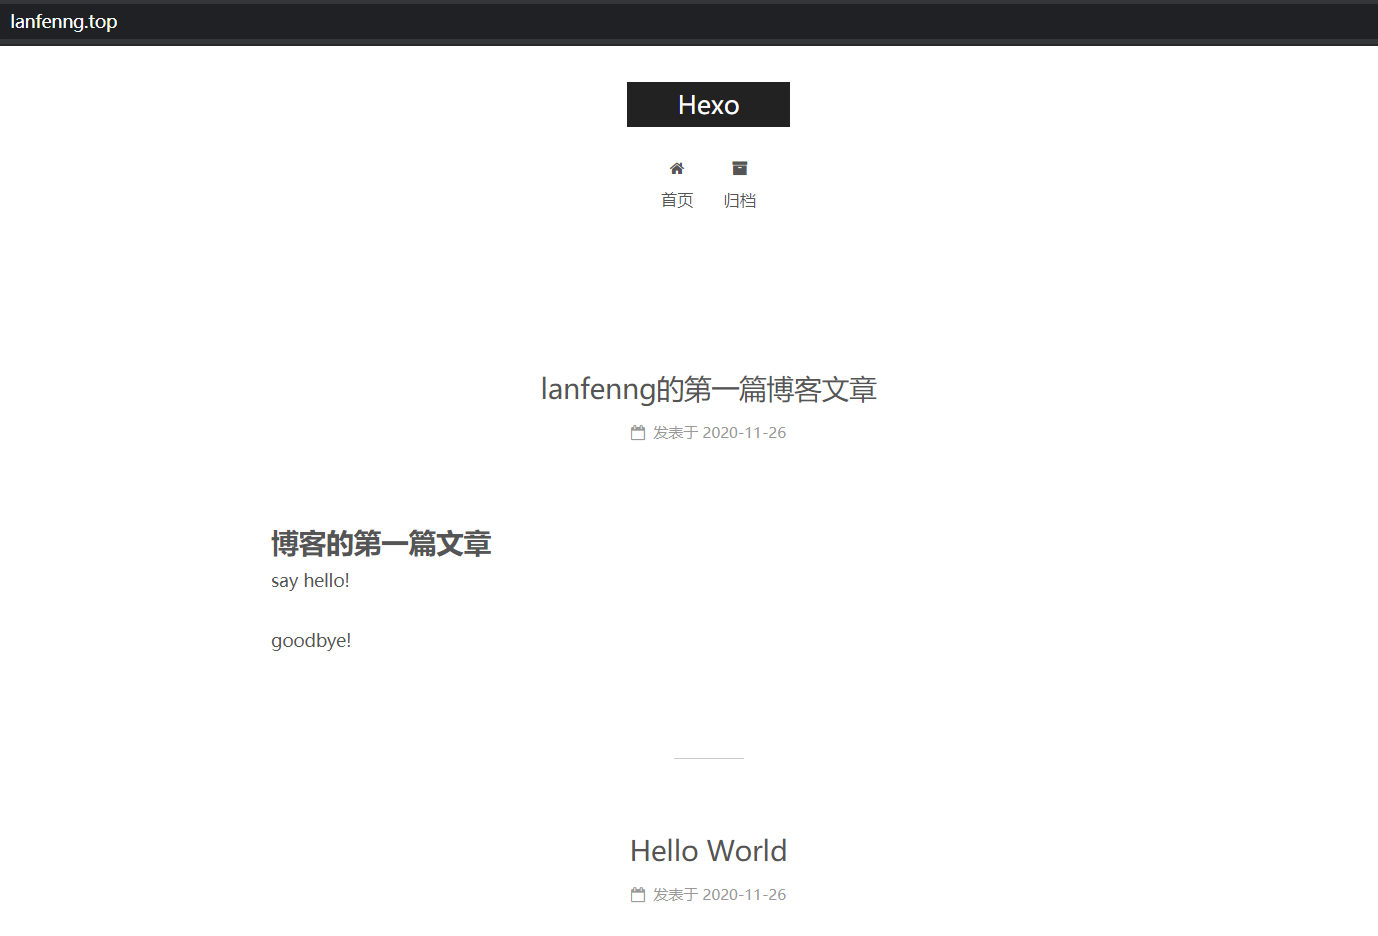 lanfenng.top
Hexo
首页 归档
lanfenng的第一篇博客文章
发表于 2020-11-26
博客的第一篇文章
say hello!
goodbye!
Hello World
发表于 2020-11-26